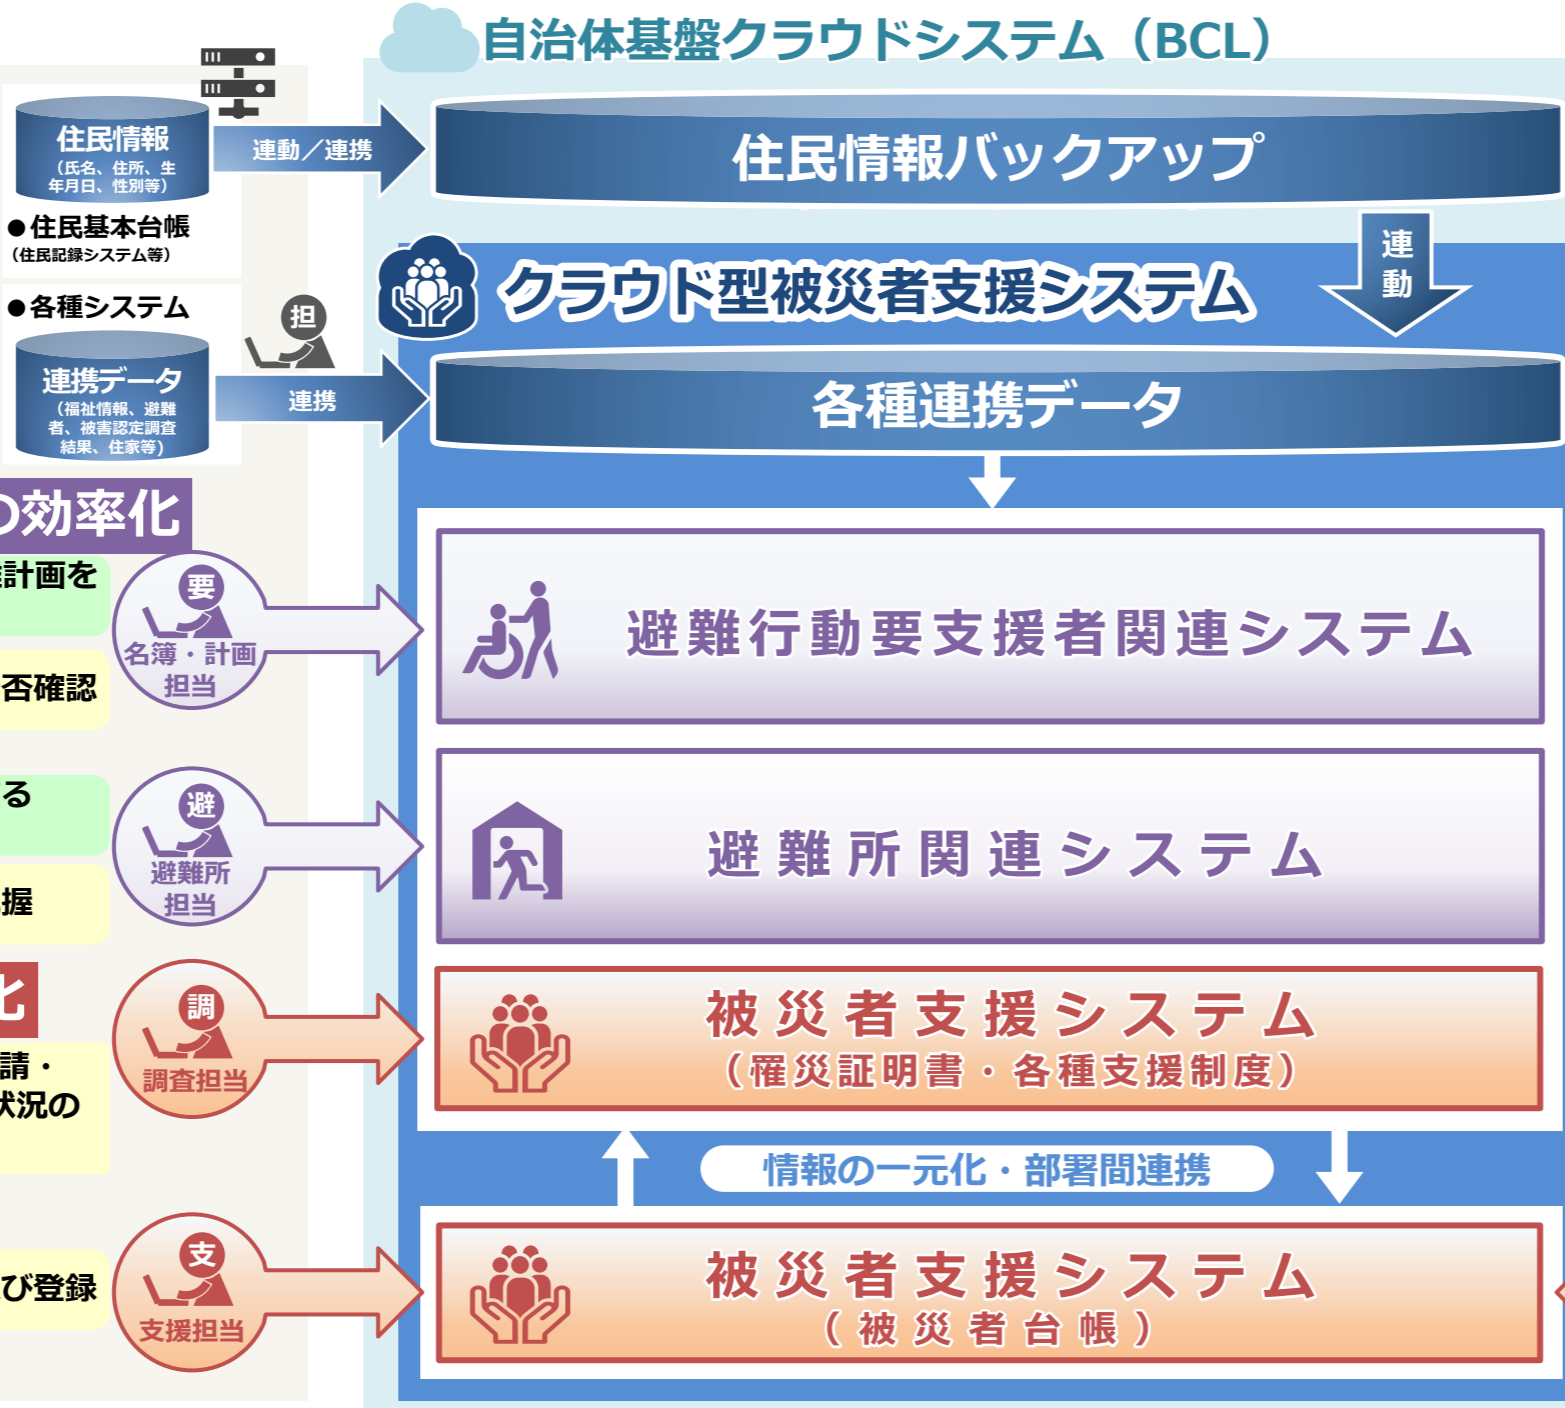 自治体基盤クラウドシステム（BCL）
住民情報
（氏名、住所、生
年月日、性別等）
連動／連携
住民情報バックアップ
●住民基本台帳
（住民記録システム等）
連
動
クラウド型被災者支援システム
●各種システム
担
連携データ
（福祉情報、避難
者、被害認定調査
結果、住家等）
連携
各種連携データ
の効率化
計画を
要
名簿・計画
担当
避難行動要支援者関連システム
否確認
る
避
避難所
担当
避難所関連システム
握
化
調
調査担当
被災者支援システム
（罹災証明書・各種支援制度）
請・
状況の
情報の一元化・部署間連携
支
支援担当
被災者支援システム
（被災者台帳）
び登録